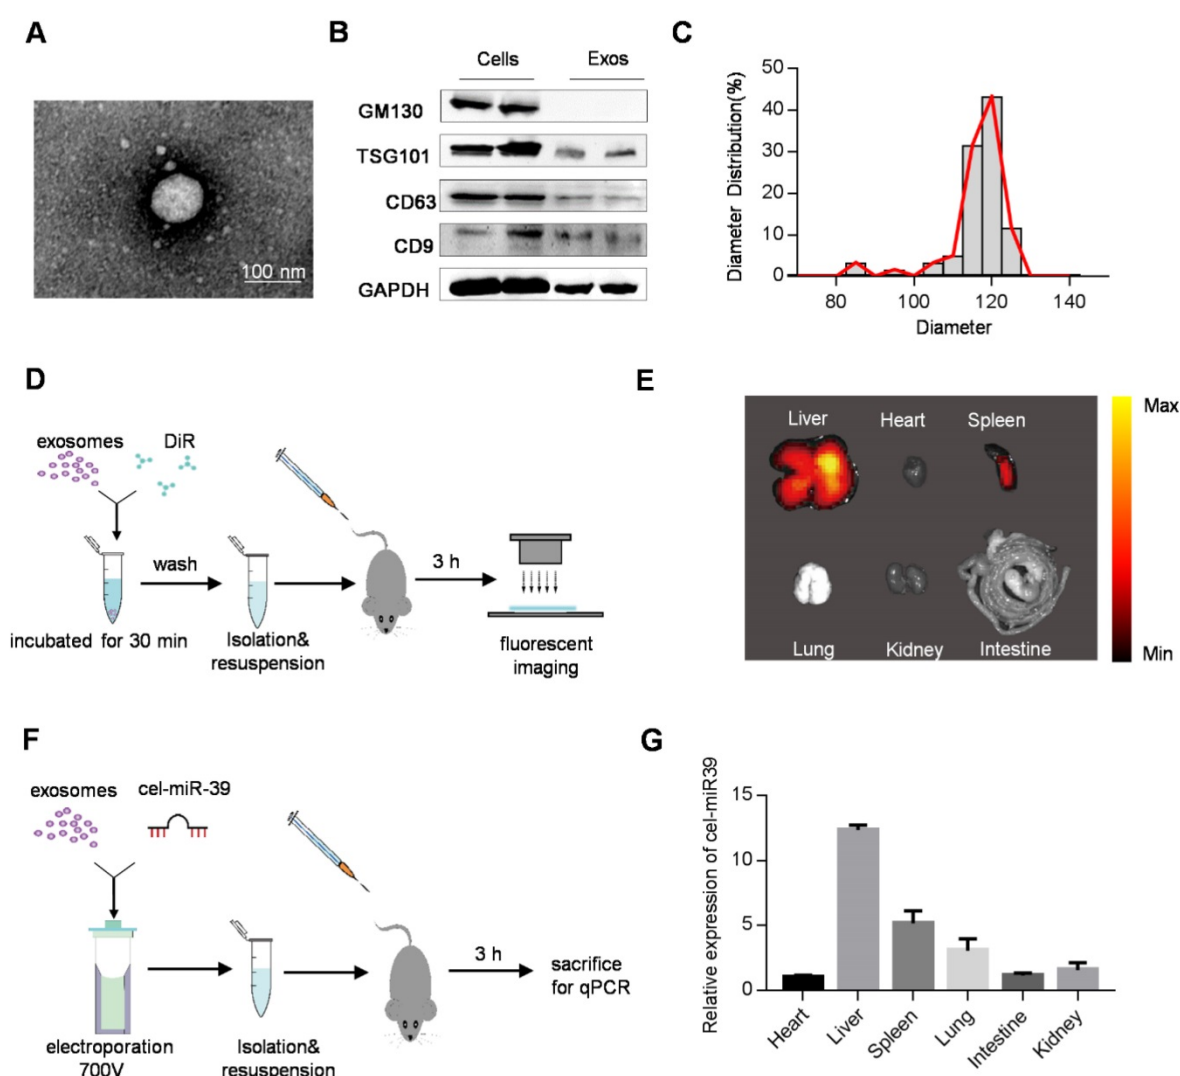 A
100 nm
B
Cells Exos
GM130
TSG101
CD63
CD9
GAPDH
C
Diameter Distribution(%)
50
40
30
20
10
0
80 100 120 140
Diameter
D
exosomes DiR
wash
3 h
incubated for 30 min
Isolation&
resuspension
fluorescent
imaging
E
Liver Heart Spleen
Lung Kidney Intestine
Max
Min
F
exosomes cel-miR-39
3 h
sacrifice
for qPCR
electroporation
700V
Isolation&
resuspension
G
Relative expression of cel-miR39
15
10
5
0
Heart Liver Spleen Lung Intestine Kidney